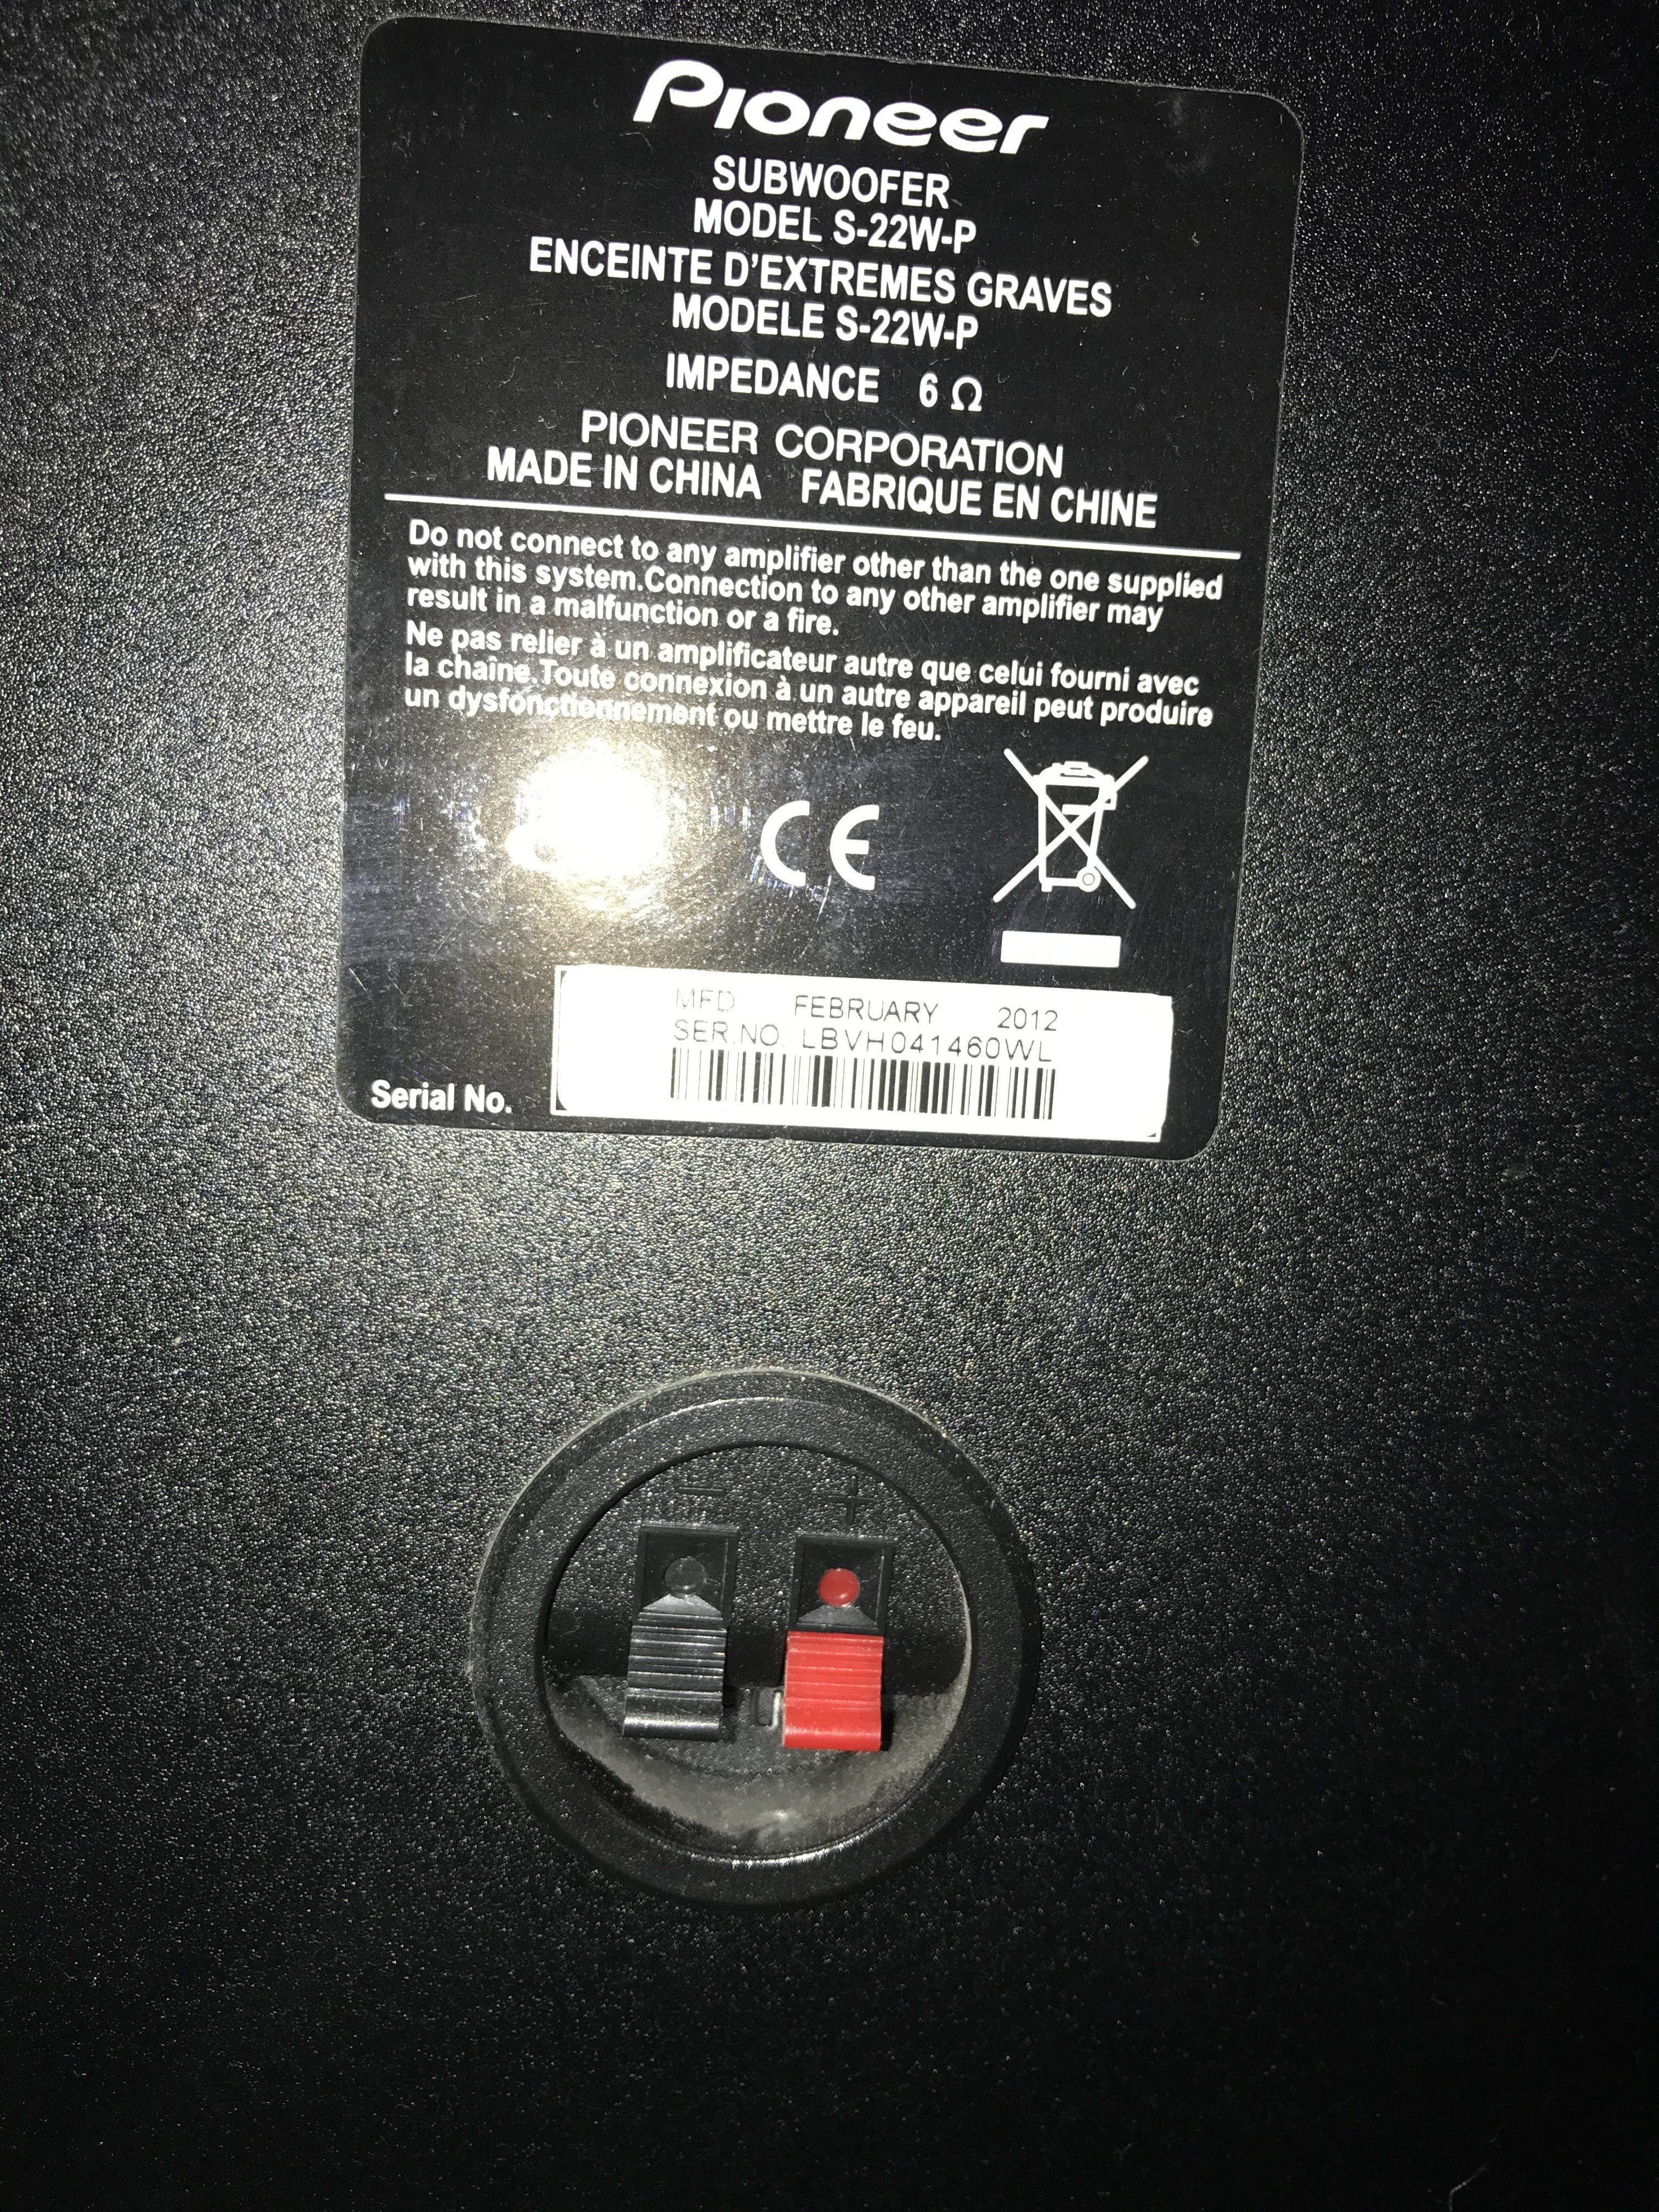 Pioneer
SUBWOOFER
MODEL S-22W-P
ENCEINTE D'EXTREMES GRAVES
MODELE S-22W-P
IMPEDANCE 6 Ω
PIONEER CORPORATION
MADE IN CHINA FABRIQUE EN CHINE
Do not connect to any amplifier other than the one supplied
with this system.Connection to any other amplifier may
result in a malfunction or a fire.
Ne pas relier à un amplificateur autre que celui fourni avec
la chaîne.Toute connexion à un autre appareil peut produire
un dysfonctionnement ou mettre le feu.
CE
MFD FEBRUARY 2012
SER.NO. LBVH041460WL
Serial No.
− +